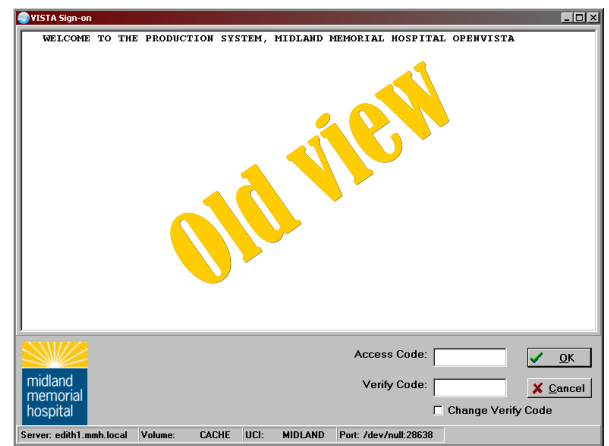 VISTA Sign-on
WELCOME TO THE PRODUCTION SYSTEM, MIDLAND MEMORIAL HOSPITAL OPENVISTA
Old view
Access Code:
OK
midland
memorial
hospital
Verify Code:
Cancel
Change Verify Code
Server: edith1.mmh.local Volume: CACHE UCI: MIDLAND Port: /dev/null:28638